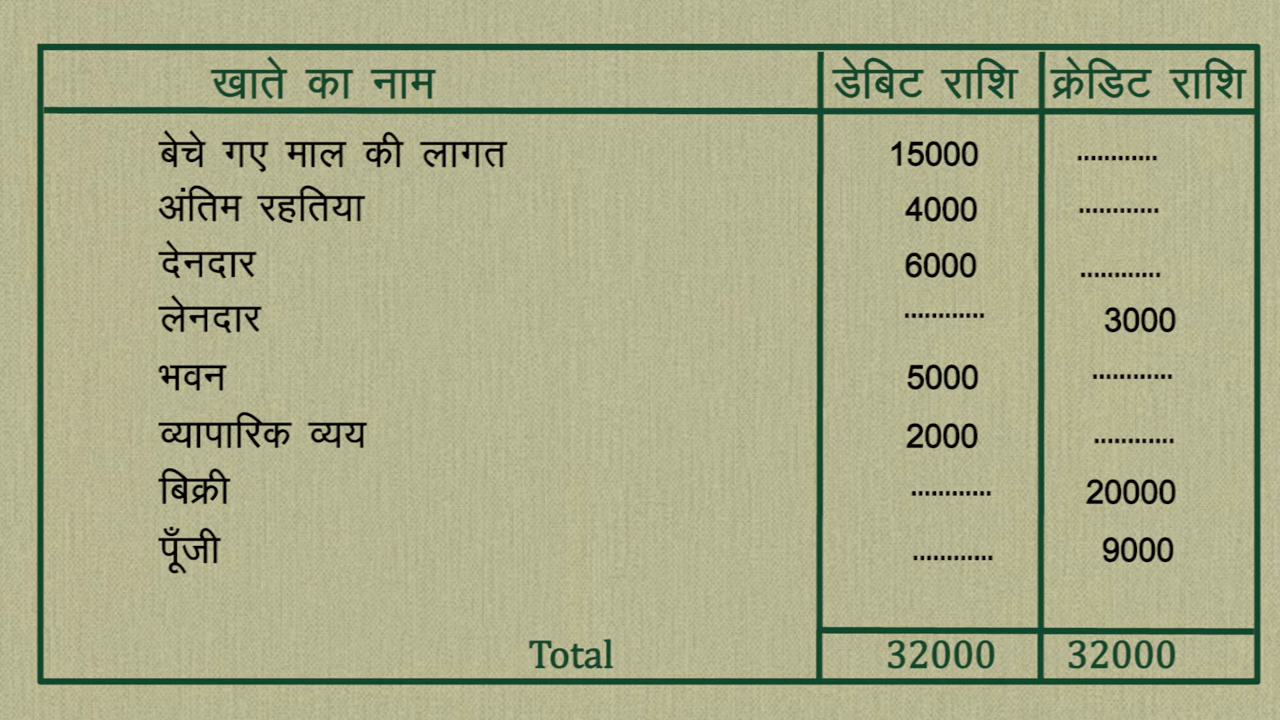 खाते का नाम डेबिट राशि क्रेडिट राशि
बेचे गए माल की लागत 15000 ............
अंतिम रहतिया 4000 ............
देनदार 6000 ............
लेनदार ............ 3000
भवन 5000 ............
व्यापारिक व्यय 2000 ............
बिक्री ............ 20000
पूँजी ............ 9000
Total 32000 32000